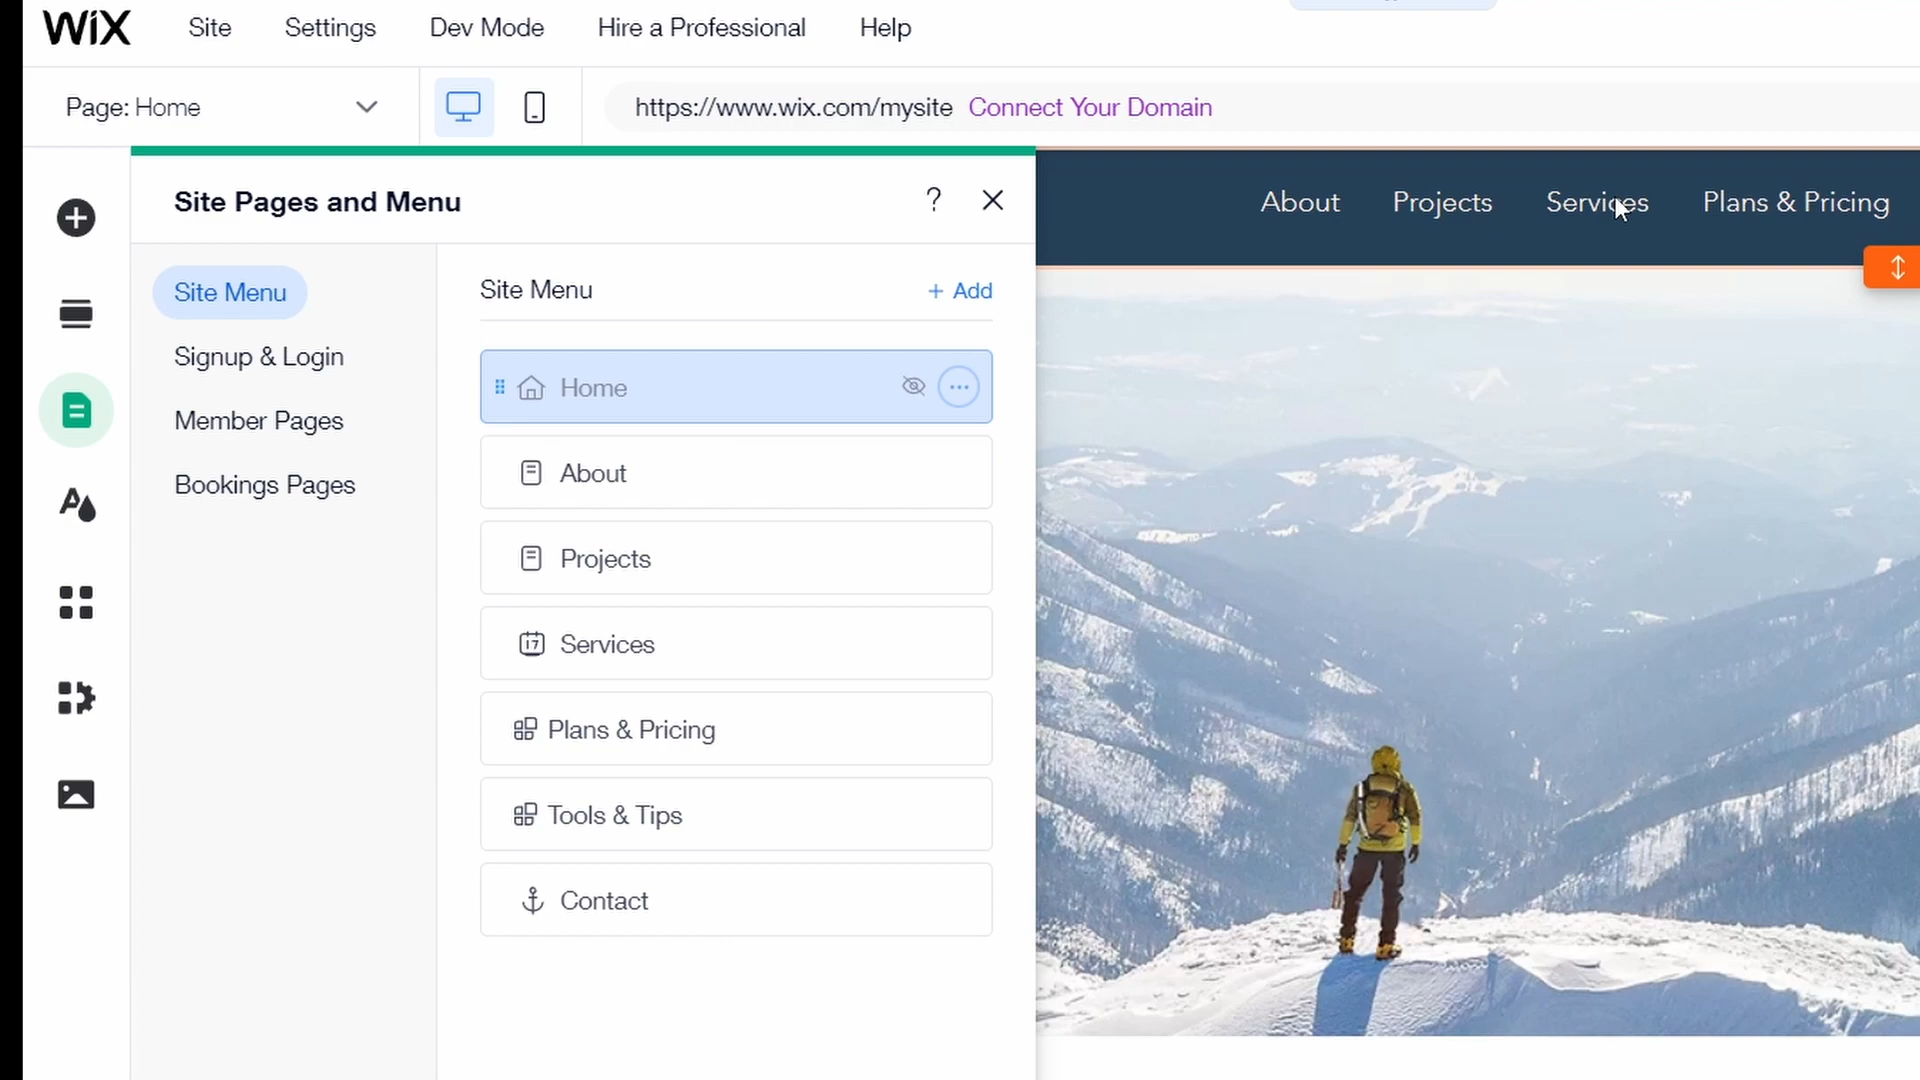 WiX Site Settings Dev Mode Hire a Professional Help
Page: Home https://www.wix.com/mysite Connect Your Domain
Site Pages and Menu ?
About Projects Services Plans & Pricing
Site Menu
Signup & Login
Member Pages
Bookings Pages
Site Menu + Add
Home
About
Projects
17 Services
Plans & Pricing
Tools & Tips
Contact